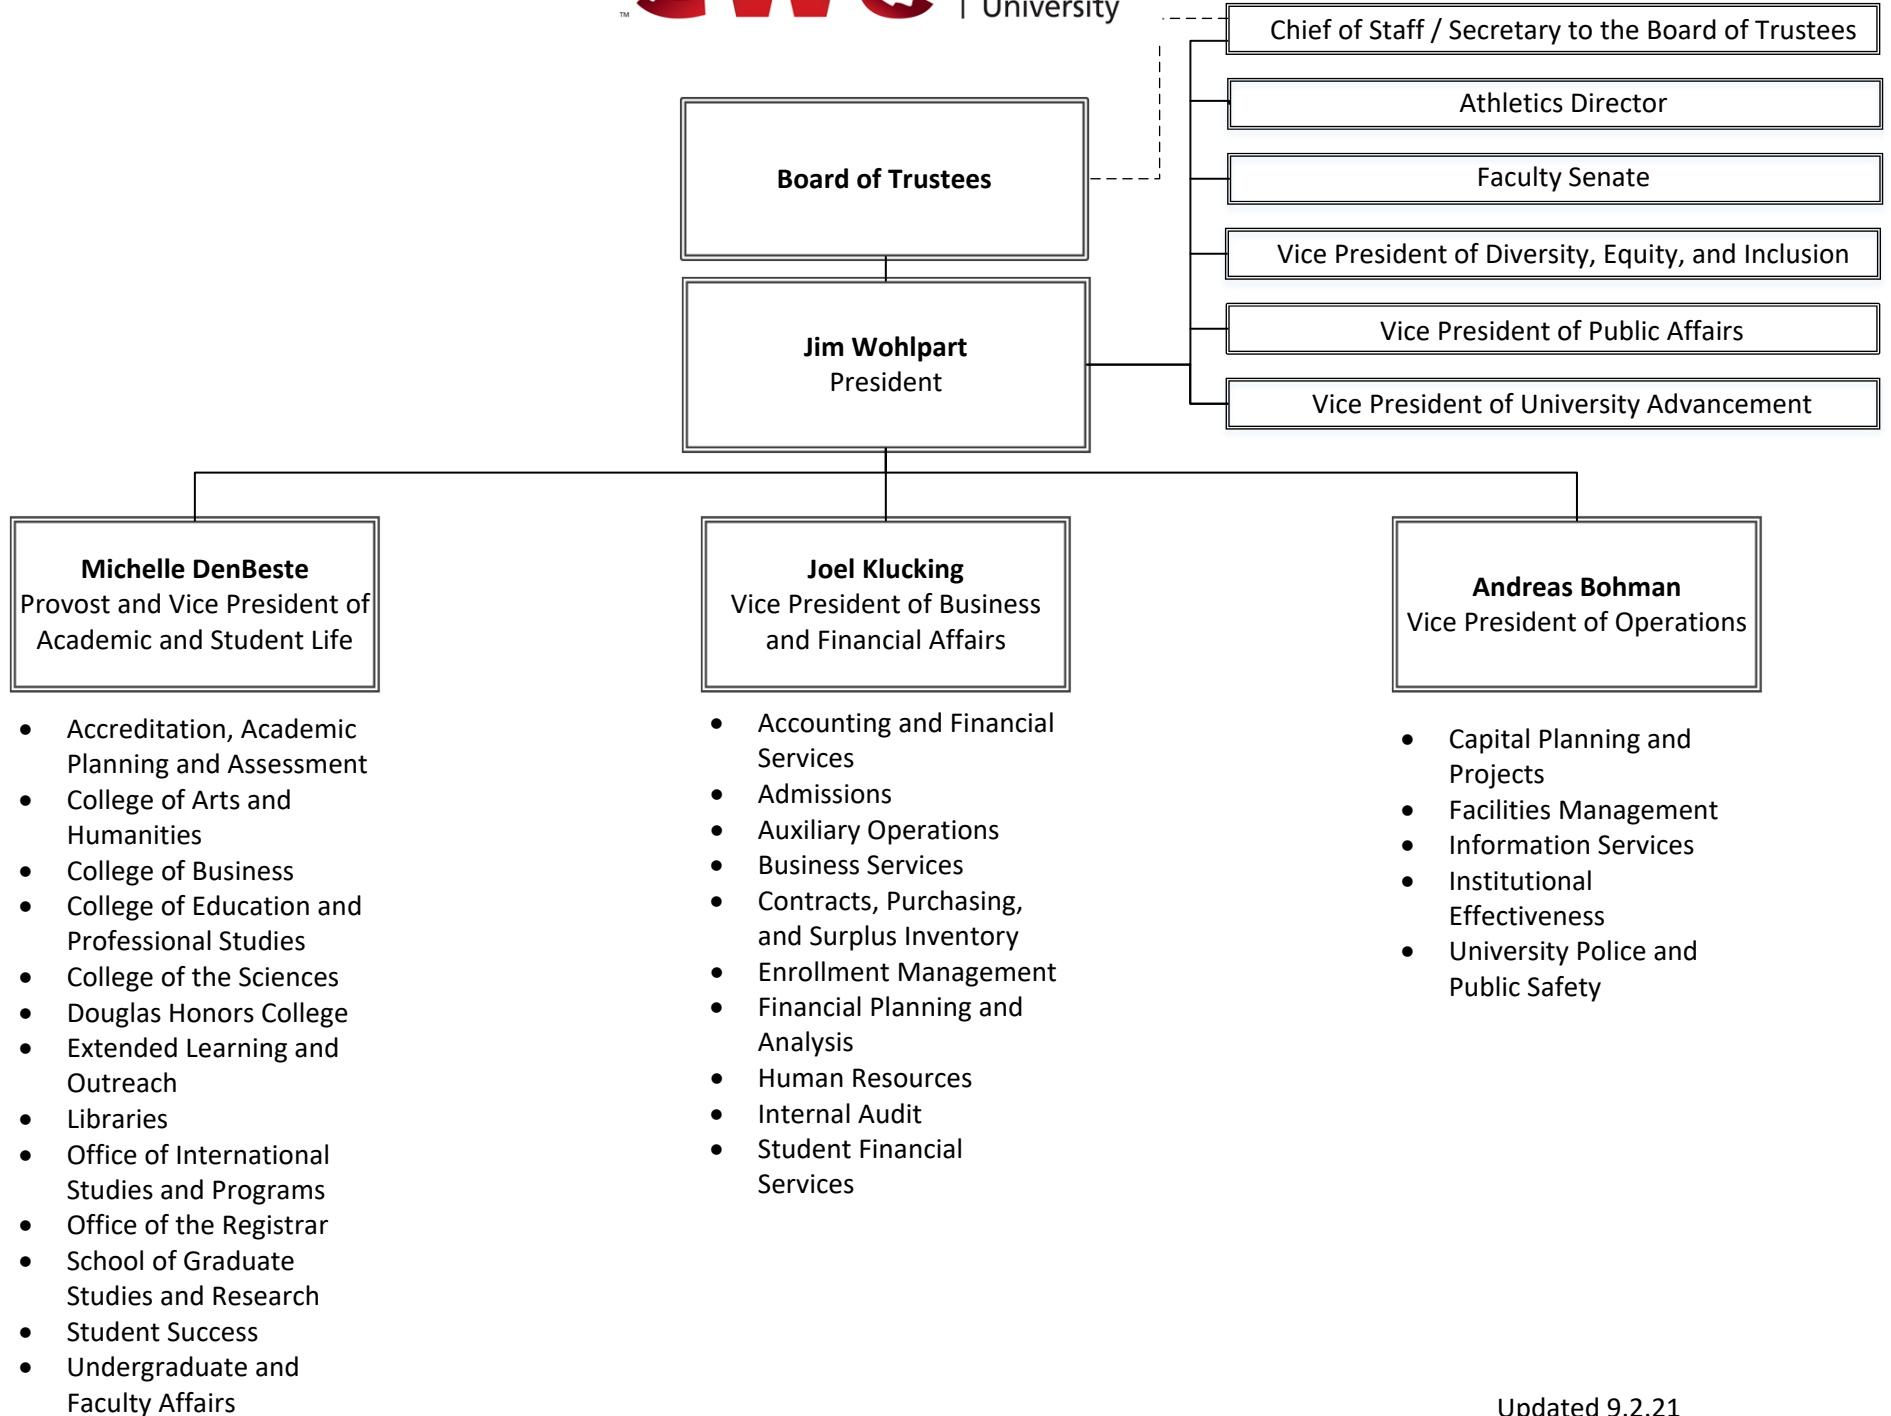 ™
University
Chief of Staff / Secretary to the Board of Trustees
Athletics Director
Faculty Senate
Vice President of Diversity, Equity, and Inclusion
Vice President of Public Affairs
Vice President of University Advancement
Board of Trustees
Jim Wohlpart
President
Michelle DenBeste
Provost and Vice President of
Academic and Student Life
• Accreditation, Academic
Planning and Assessment
• College of Arts and
Humanities
• College of Business
• College of Education and
Professional Studies
• College of the Sciences
• Douglas Honors College
• Extended Learning and
Outreach
• Libraries
• Office of International
Studies and Programs
• Office of the Registrar
• School of Graduate
Studies and Research
• Student Success
• Undergraduate and
Faculty Affairs
Joel Klucking
Vice President of Business
and Financial Affairs
• Accounting and Financial
Services
• Admissions
• Auxiliary Operations
• Business Services
• Contracts, Purchasing,
and Surplus Inventory
• Enrollment Management
• Financial Planning and
Analysis
• Human Resources
• Internal Audit
• Student Financial
Services
Andreas Bohman
Vice President of Operations
• Capital Planning and
Projects
• Facilities Management
• Information Services
• Institutional
Effectiveness
• University Police and
Public Safety
Updated 9.2.21